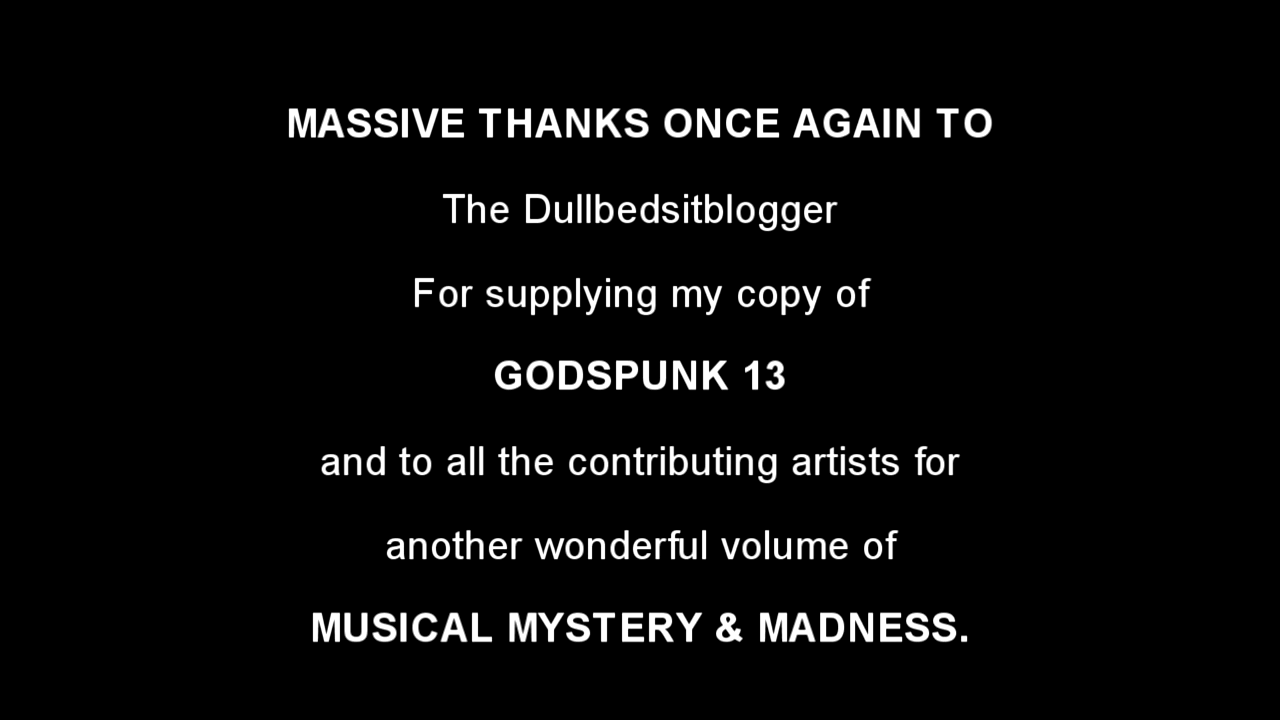 MASSIVE THANKS ONCE AGAIN TO
The Dullbedsitblogger
For supplying my copy of
GODSPUNK 13
and to all the contributing artists for
another wonderful volume of
MUSICAL MYSTERY & MADNESS.